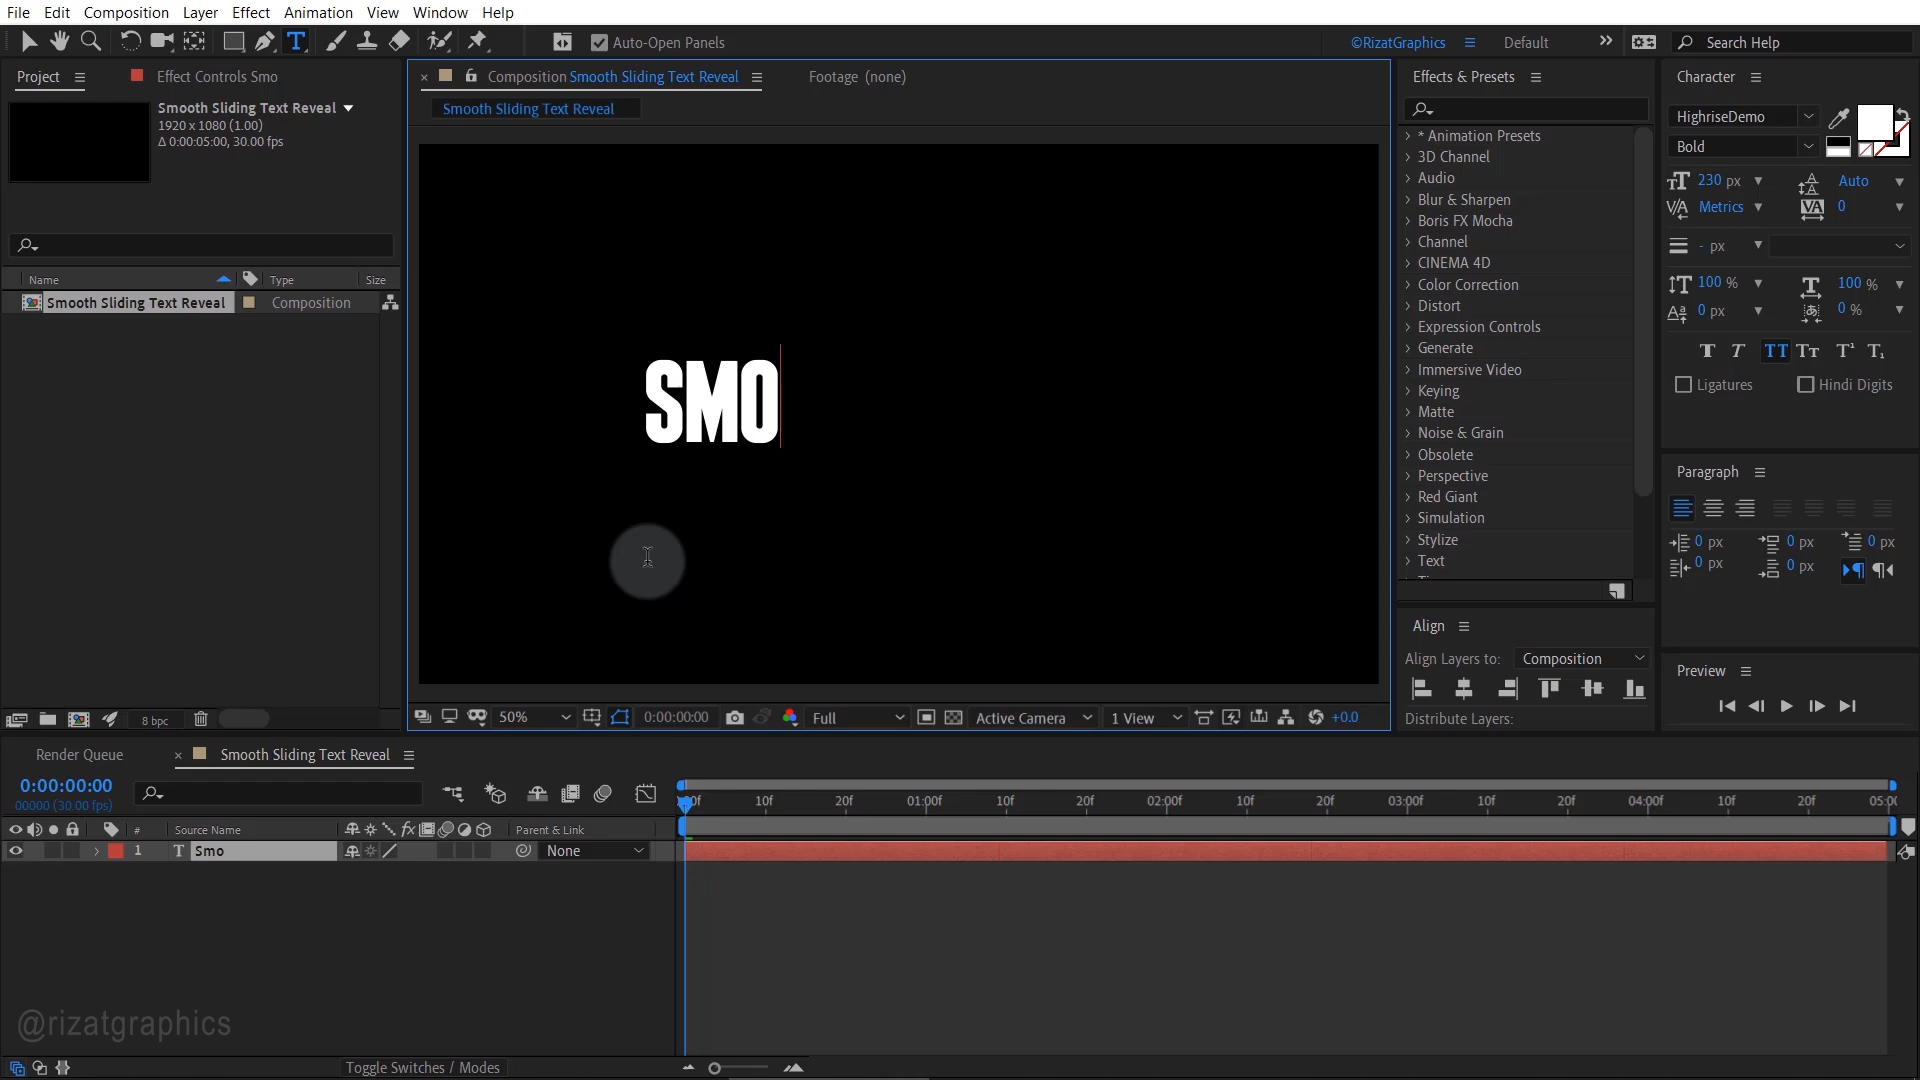 File Edit Composition Layer Effect Animation View Window Help
Auto-Open Panels
©RizatGraphics
Default
Search Help
Project
Effect Controls Smo
Smooth Sliding Text Reveal
1920 x 1080 (1.00)
Δ 0:00:05:00, 30.00 fps
Name Type Size
Smooth Sliding Text Reveal Composition
8 bpc
Composition Smooth Sliding Text Reveal
Footage (none)
Smooth Sliding Text Reveal
SMO
50% 0:00:00:00 Full Active Camera 1 View +0.0
Effects & Presets
* Animation Presets
3D Channel
Audio
Blur & Sharpen
Boris FX Mocha
Channel
CINEMA 4D
Color Correction
Distort
Expression Controls
Generate
Immersive Video
Keying
Matte
Noise & Grain
Obsolete
Perspective
Red Giant
Simulation
Stylize
Text
Align
Align Layers to: Composition
Distribute Layers:
Character
HighriseDemo
Bold
230 px Auto
Metrics 0
- px
100 % 100 %
0 px 0 %
Ligatures Hindi Digits
Paragraph
0 px 0 px 0 px
0 px 0 px
Preview
Render Queue
Smooth Sliding Text Reveal
0:00:00:00
00000 (30.00 fps)
10f 20f 01:00f 10f 20f 02:00f 10f 20f 03:00f 10f 20f 04:00f 10f 20f
# Source Name Parent & Link
1 Smo None
@rizatgraphics
Toggle Switches / Modes